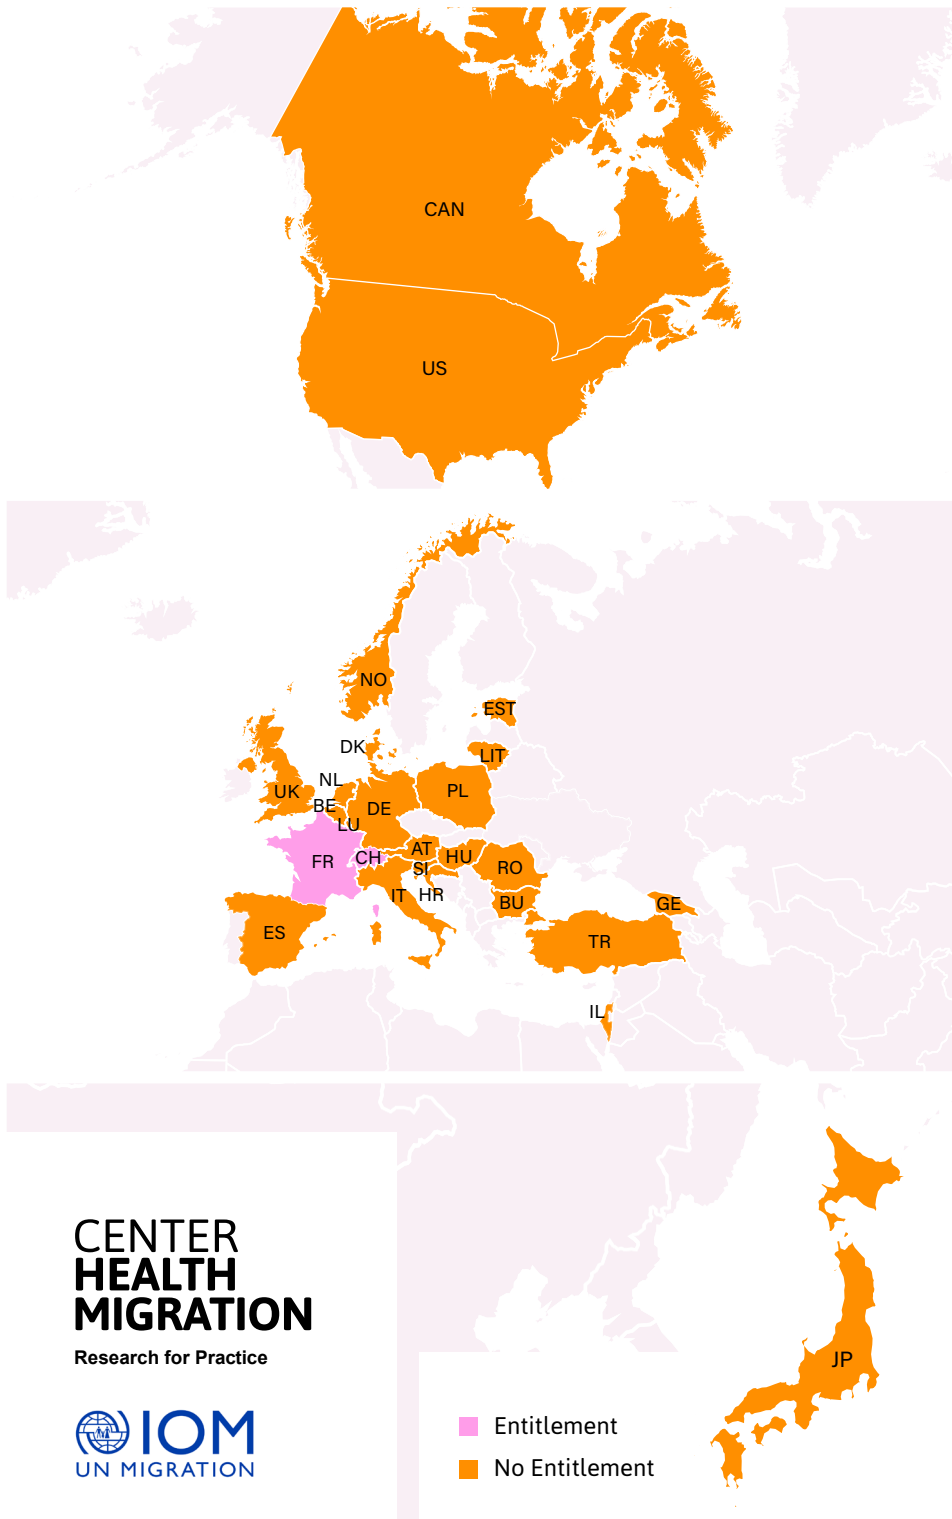 CAN
US
NO
EST
DK
LIT
NL
UK
BE
DE
PL
LU
FR
CH
AT
HU
SI
RO
IT
HR
BU
GE
ES
TR
IL
JP
CENTER
HEALTH
MIGRATION
Research for Practice
IOM
UN MIGRATION
Entitlement
No Entitlement